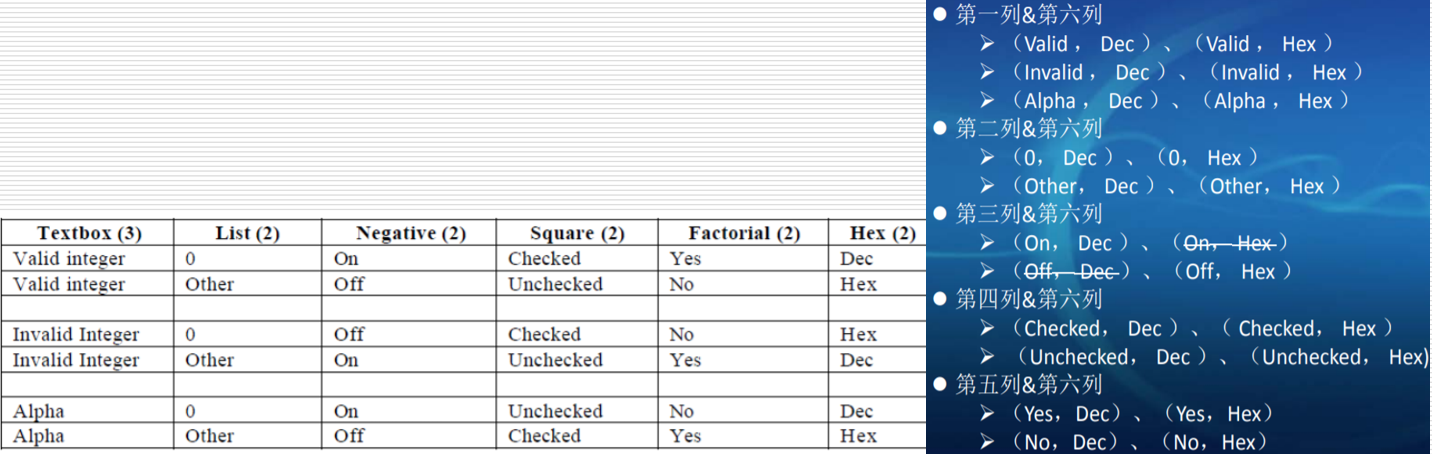 Textbox (3) List (2) Negative (2) Square (2) Factorial (2) Hex (2)
Valid integer 0 On Checked Yes Dec
Valid integer Other Off Unchecked No Hex
Invalid Integer 0 Off Checked No Hex
Invalid Integer Other On Unchecked Yes Dec
Alpha 0 On Unchecked No Dec
Alpha Other Off Checked Yes Hex
● 第一列&第六列
➢ （Valid ， Dec ）、（Valid ， Hex ）
➢ （Invalid ， Dec ）、（Invalid ， Hex ）
➢ （Alpha ， Dec ）、（Alpha ， Hex ）
● 第二列&第六列
➢ （0， Dec ）、（0， Hex ）
➢ （Other， Dec ）、（Other， Hex ）
● 第三列&第六列
➢ （On， Dec ）、（On， Hex ）
➢ （Off， Dec ）、（Off， Hex ）
● 第四列&第六列
➢ （Checked， Dec ）、（ Checked， Hex ）
➢ （Unchecked， Dec ）、（Unchecked， Hex)
● 第五列&第六列
➢ （Yes，Dec）、（Yes，Hex）
➢ （No，Dec）、（No，Hex）